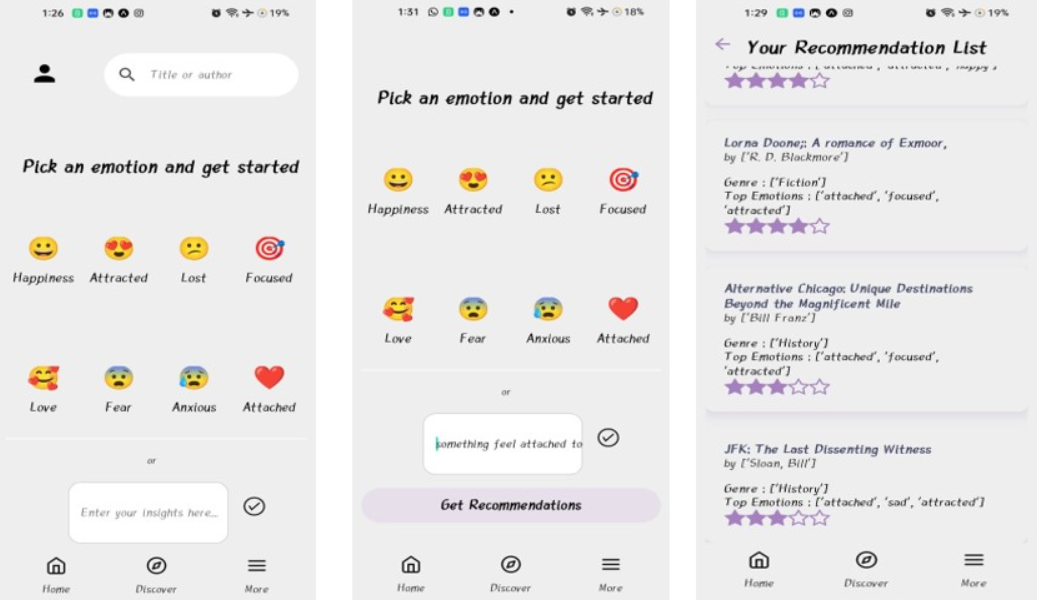 1:26
19%
Title or author
Pick an emotion and get started
Happiness Attracted Lost Focused
Love Fear Anxious Attached
or
Enter your insights here...
Home Discover More
1:31
18%
Pick an emotion and get started
Happiness Attracted Lost Focused
Love Fear Anxious Attached
or
something feel attached to
Get Recommendations
Home Discover More
1:29
19%
Your Recommendation List
Top Emotions : ['attached', 'attracted', 'happy']
Lorna Doone;: A romance of Exmoor,
by ['R. D. Blackmore']
Genre : ['Fiction']
Top Emotions : ['attached', 'focused',
'attracted']
Alternative Chicago: Unique Destinations
Beyond the Magnificent Mile
by ['Bill Franz']
Genre : ['History']
Top Emotions : ['attached', 'focused',
'attracted']
JFK: The Last Dissenting Witness
by ['Sloan, Bill']
Genre : ['History']
Top Emotions : ['attached', 'sad', 'attracted']
Home Discover More